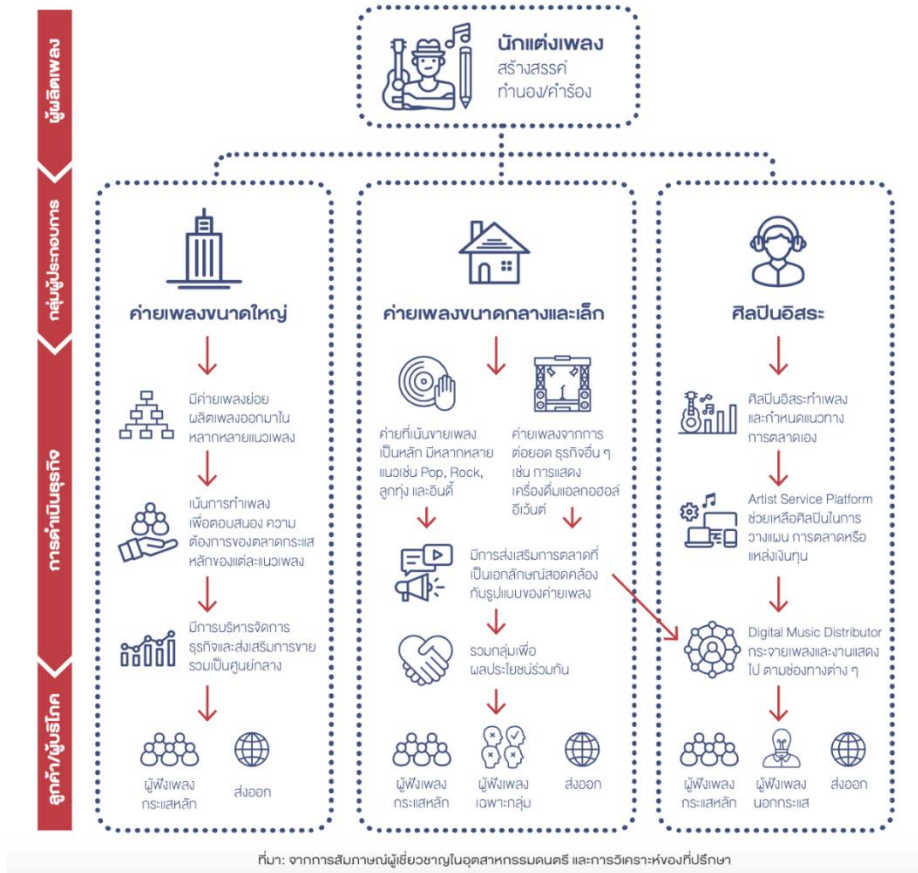 ผู้ผลิตเพลง
นักแต่งเพลง
สร้างสรรค์
ทำนอง/คำร้อง
กลุ่มผู้ประกอบการ
ค่ายเพลงขนาดใหญ่
ค่ายเพลงขนาดกลางและเล็ก
ศิลปินอิสระ
การดำเนินธุรกิจ
มีค่ายเพลงย่อย
ผลิตเพลงออกมาใน
หลากหลายแนวเพลง
เน้นการทำเพลง
เพื่อตอบสนอง ความ
ต้องการของตลาดกระแส
หลักของแต่ละแนวเพลง
มีการบริหารจัดการ
ธุรกิจและส่งเสริมการขาย
รวมเป็นศูนย์กลาง
ค่ายที่เน้นขายเพลง
เป็นหลัก มีหลากหลาย
แนวเช่น Pop, Rock,
ลูกทุ่ง และอินดี้
ค่ายเพลงจากการ
ต่อยอด ธุรกิจอื่น ๆ
เช่น การแสดง
เครื่องดื่มแอลกอฮอล์
อีเว้นต์
มีการส่งเสริมการตลาดที่
เป็นเอกลักษณ์สอดคล้อง
กับรูปแบบของค่ายเพลง
รวมกลุ่มเพื่อ
ผลประโยชน์ร่วมกัน
ศิลปินอิสระทำเพลง
และกำหนดแนวทาง
การตลาดเอง
Artist Service Platform
ช่วยเหลือศิลปินในการ
วางแผน การตลาดหรือ
แหล่งเงินทุน
Digital Music Distributor
กระจายเพลงและงานแสดง
ไป ตามช่องทางต่าง ๆ
ลูกค้า/ผู้บริโภค
ผู้ฟังเพลง
กระแสหลัก
ส่งออก
ผู้ฟังเพลง
กระแสหลัก
ผู้ฟังเพลง
เฉพาะกลุ่ม
ส่งออก
ผู้ฟังเพลง
กระแสหลัก
ผู้ฟังเพลง
นอกกระแส
ส่งออก
ที่มา: จากการสัมภาษณ์ผู้เชี่ยวชาญในอุตสาหกรรมดนตรี และการวิเคราะห์ของที่ปรึกษา